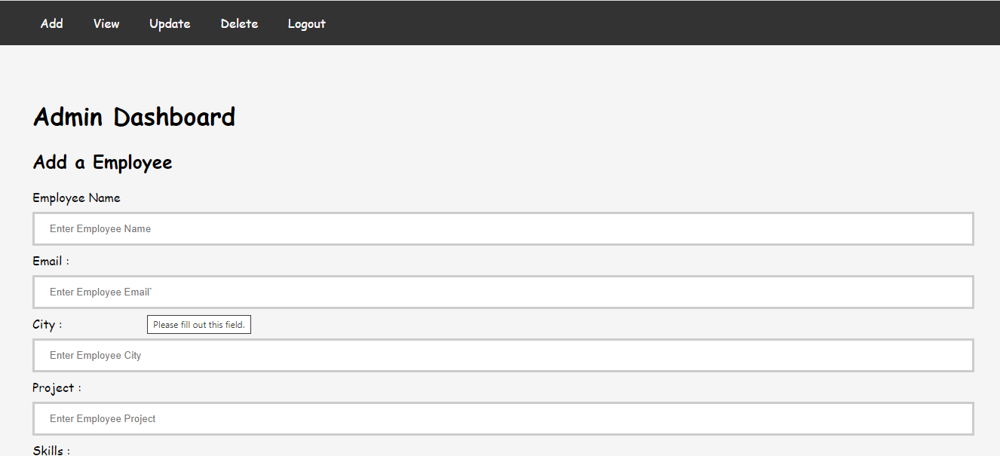 Add View Update Delete Logout
Admin Dashboard
Add a Employee
Employee Name
Enter Employee Name
Email :
Enter Employee Email`
City :
Please fill out this field.
Enter Employee City
Project :
Enter Employee Project
Skills :